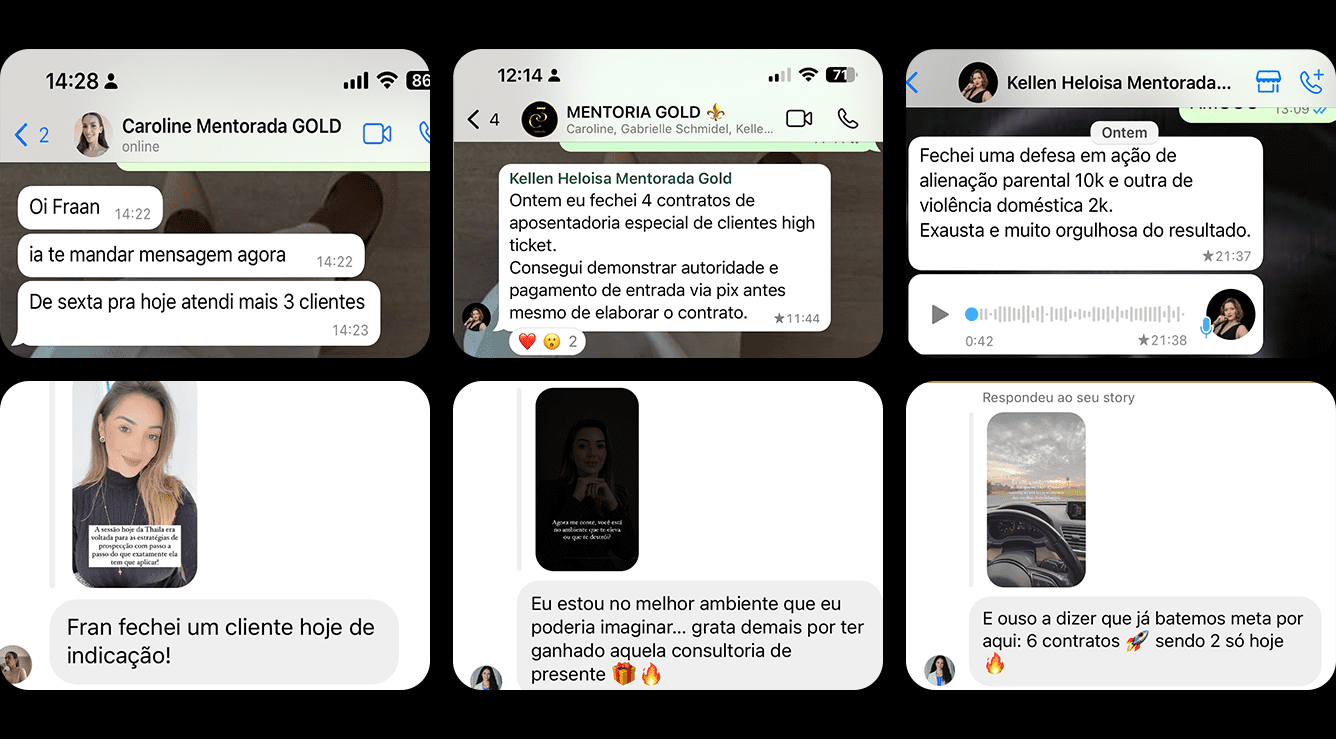 14:28
86
2
Caroline Mentorada GOLD
online
Oi Fraan
14:22
ia te mandar mensagem agora
14:22
De sexta pra hoje atendi mais 3 clientes
14:23
12:14
71
4
MENTORIA GOLD ⚜️
Caroline, Gabrielle Schmidel, Kelle...
Kellen Heloisa Mentorada Gold
Ontem eu fechei 4 contratos de
aposentadoria especial de clientes high
ticket.
Consegui demonstrar autoridade e
pagamento de entrada via pix antes
mesmo de elaborar o contrato.
★11:44
❤️ 😮 2
Kellen Heloisa Mentorada...
13:09
Ontem
Fechei uma defesa em ação de
alienação parental 10k e outra de
violência doméstica 2k.
Exausta e muito orgulhosa do resultado.
★21:37
0:42
★21:38
A sessão hoje da Thaila era
voltada para as estratégias de
prospecção com passo a
passo do que exatamente ela
tem que aplicar!
Fran fechei um cliente hoje de
indicação!
Agora me conte, você está
no ambiente que te eleva
ou que te destrói?
Eu estou no melhor ambiente que eu
poderia imaginar... grata demais por ter
ganhado aquela consultoria de
presente 🎁🔥
Respondeu ao seu story
E ouso a dizer que já batemos meta por
aqui: 6 contratos 🚀 sendo 2 só hoje
🔥